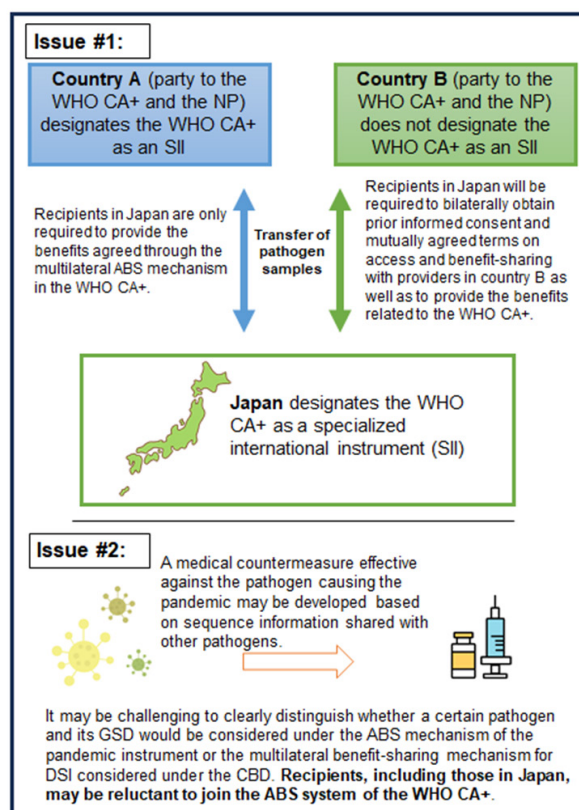 Issue #1:
Country A (party to the
WHO CA+ and the NP)
designates the WHO CA+
as an SII
Country B (party to the
WHO CA+ and the NP)
does not designate the
WHO CA+ as an SII
Recipients in Japan are only
required to provide the
benefits agreed through the
multilateral ABS mechanism
in the WHO CA+.
Transfer of
pathogen
samples
Recipients in Japan will be
required to bilaterally obtain
prior informed consent and
mutually agreed terms on
access and benefit-sharing
with providers in country B as
well as to provide the benefits
related to the WHO CA+.
Japan designates the WHO
CA+ as a specialized
international instrument (SII)
Issue #2:
A medical countermeasure effective
against the pathogen causing the
pandemic may be developed based
on sequence information shared with
other pathogens.
It may be challenging to clearly distinguish whether a certain pathogen
and its GSD would be considered under the ABS mechanism of the
pandemic instrument or the multilateral benefit-sharing mechanism for
DSI considered under the CBD. Recipients, including those in Japan,
may be reluctant to join the ABS system of the WHO CA+.